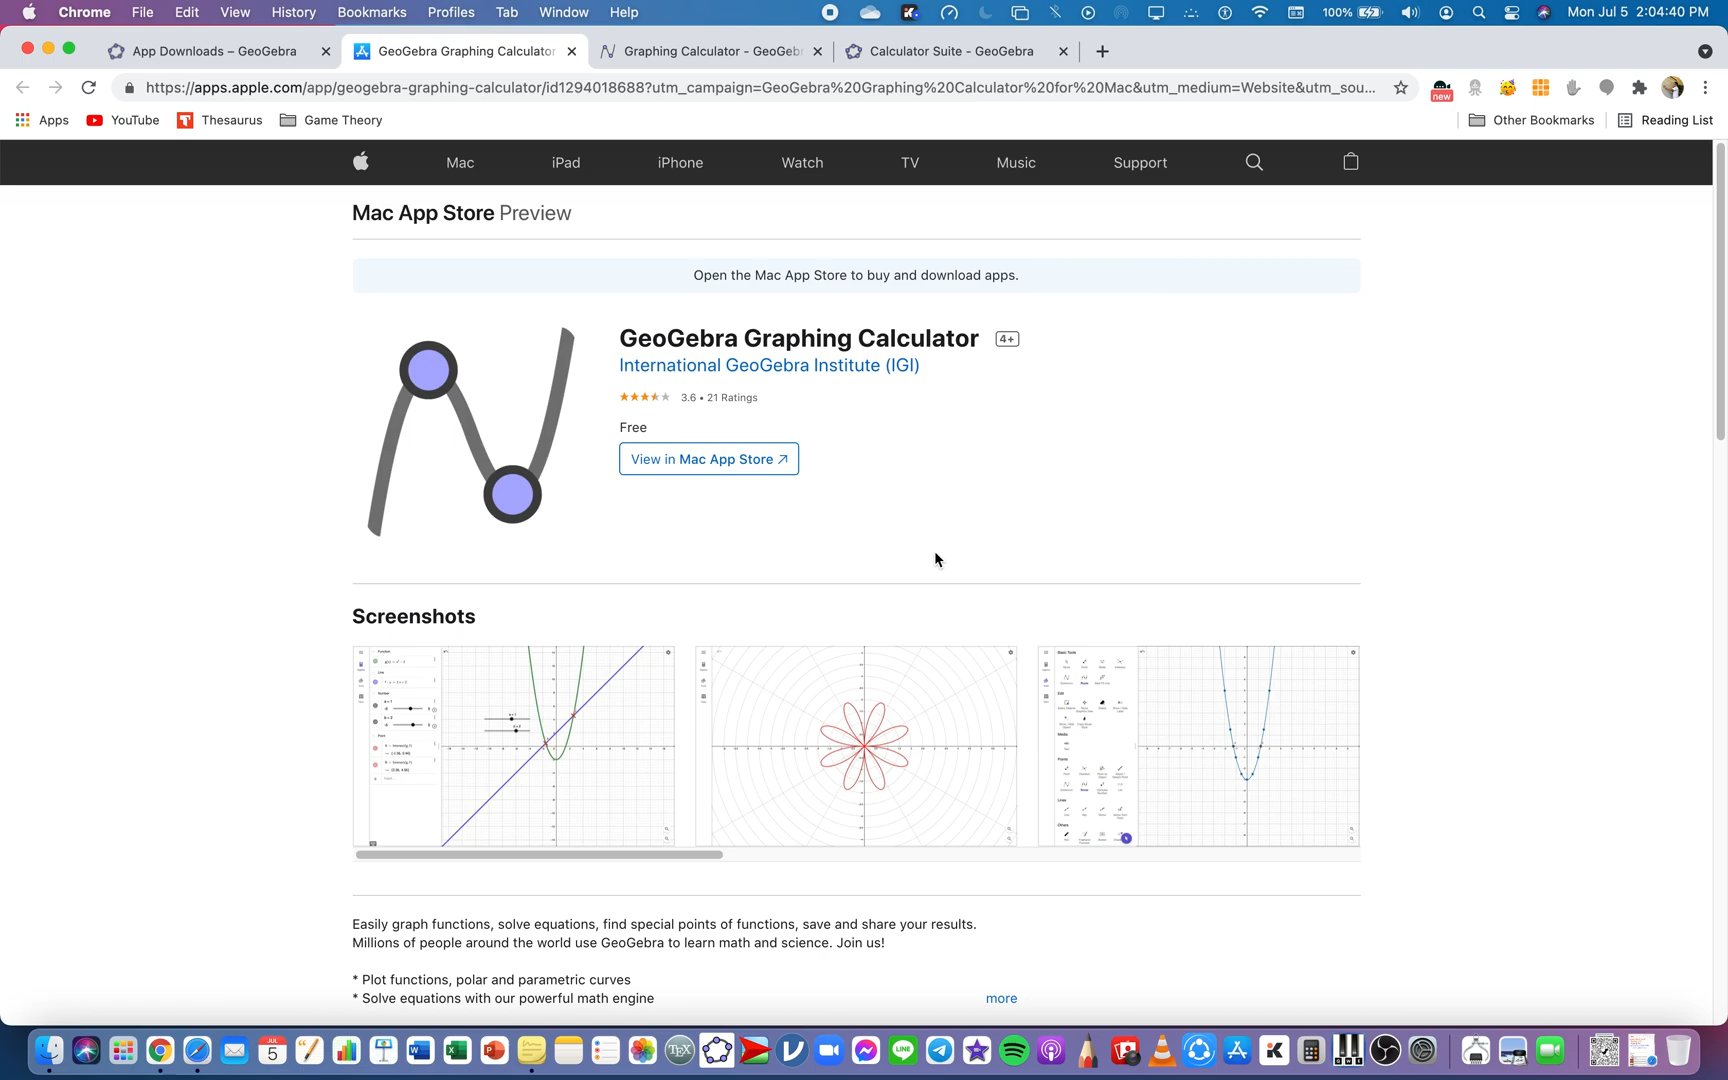 Chrome File Edit View History Bookmarks Profiles Tab Window Help 100% Mon Jul 5 2:04:40 PM
App Downloads – GeoGebra GeoGebra Graphing Calculator Graphing Calculator - GeoGeb Calculator Suite - GeoGebra
https://apps.apple.com/app/geogebra-graphing-calculator/id1294018688?utm_campaign=GeoGebra%20Graphing%20Calculator%20for%20Mac&utm_medium=Website&utm_sou... new
Apps YouTube Thesaurus Game Theory Other Bookmarks Reading List
Mac iPad iPhone Watch TV Music Support
Mac App Store Preview
Open the Mac App Store to buy and download apps.
GeoGebra Graphing Calculator 4+
International GeoGebra Institute (IGI)
3.6 • 21 Ratings
Free
View in Mac App Store ↗
Screenshots
Easily graph functions, solve equations, find special points of functions, save and share your results.
Millions of people around the world use GeoGebra to learn math and science. Join us!
* Plot functions, polar and parametric curves
* Solve equations with our powerful math engine more